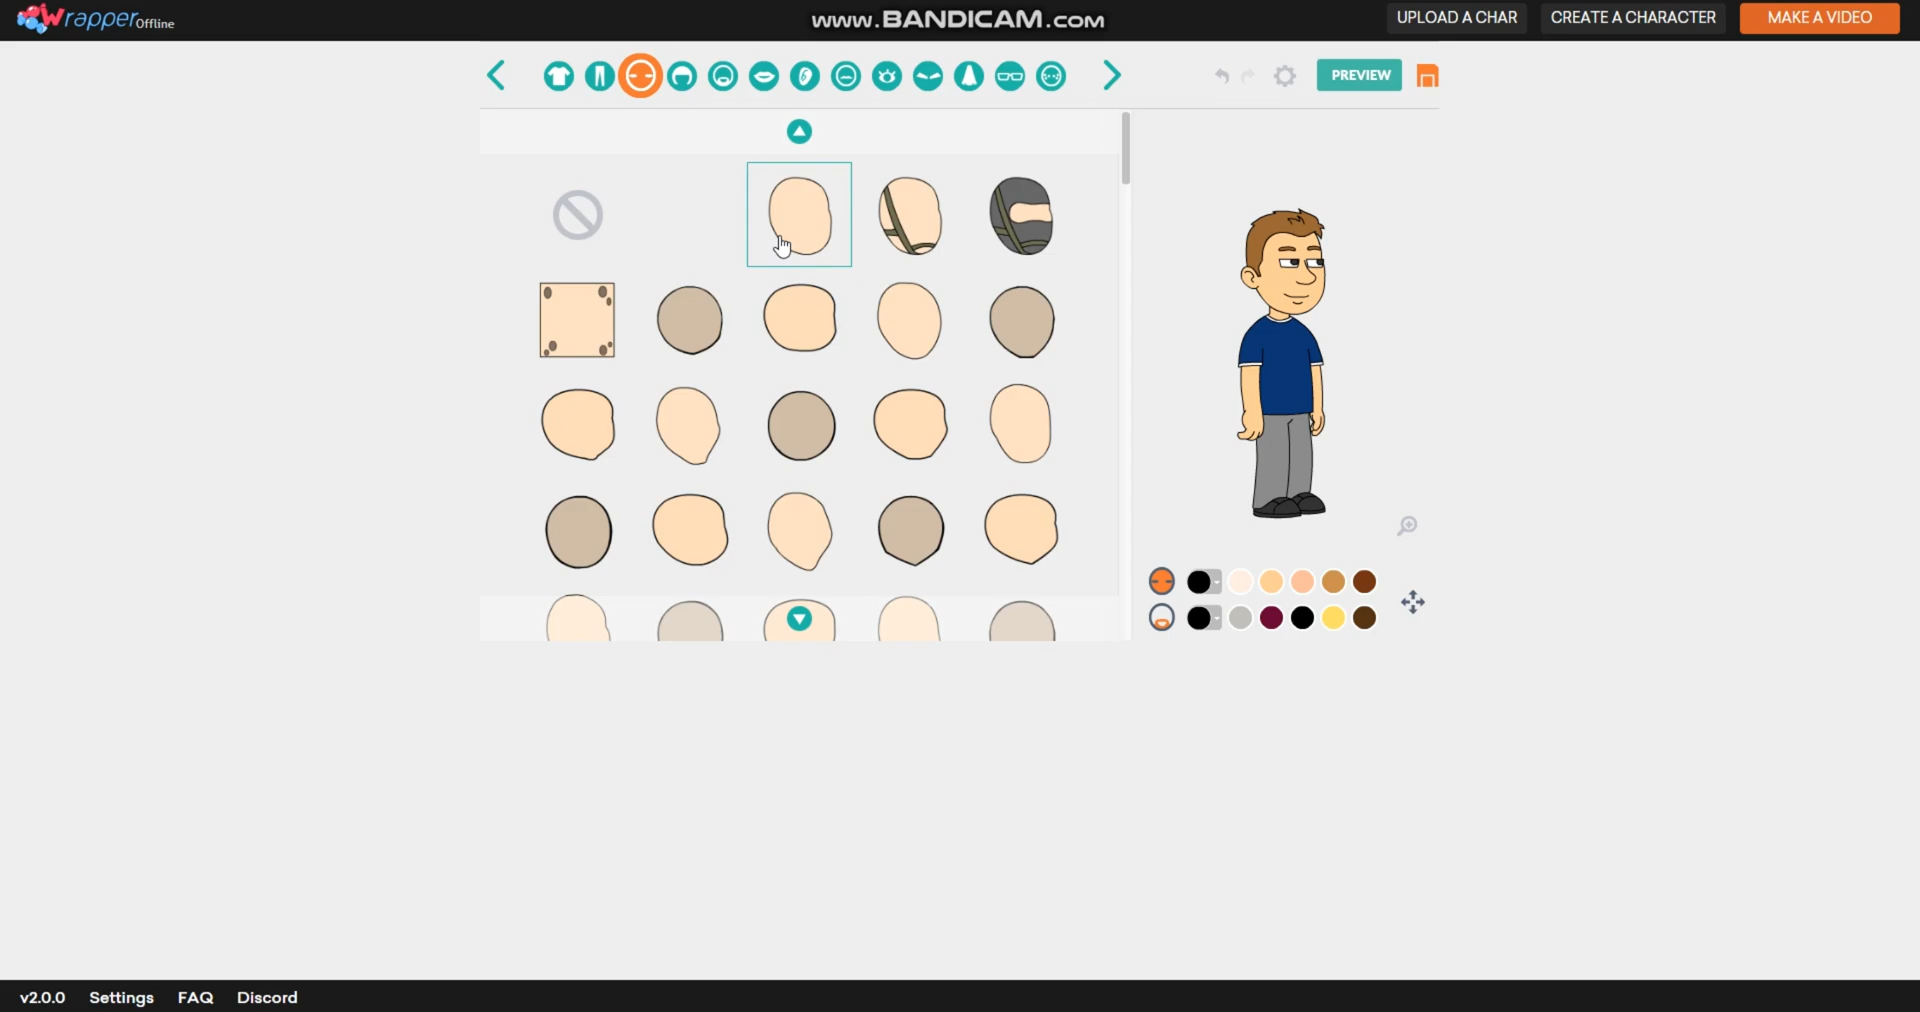 Wrapper Offline
www.BANDICAM.com
UPLOAD A CHAR
CREATE A CHARACTER
MAKE A VIDEO
PREVIEW
v2.0.0
Settings
FAQ
Discord